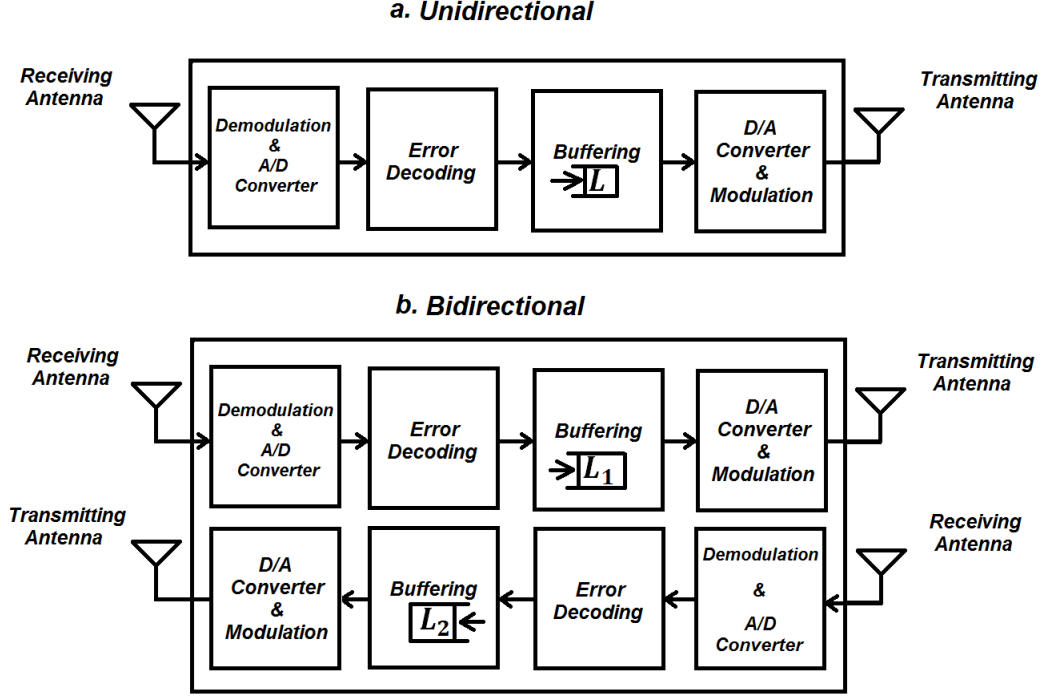 a. Unidirectional
Receiving
Antenna
Demodulation
&
A/D
Converter
Error
Decoding
Buffering
L
D/A
Converter
&
Modulation
Transmitting
Antenna
b. Bidirectional
Receiving
Antenna
Demodulation
&
A/D
Converter
Error
Decoding
Buffering
L₁
D/A
Converter
&
Modulation
Transmitting
Antenna
Transmitting
Antenna
D/A
Converter
&
Modulation
Buffering
L₂
Error
Decoding
Demodulation
&
A/D
Converter
Receiving
Antenna